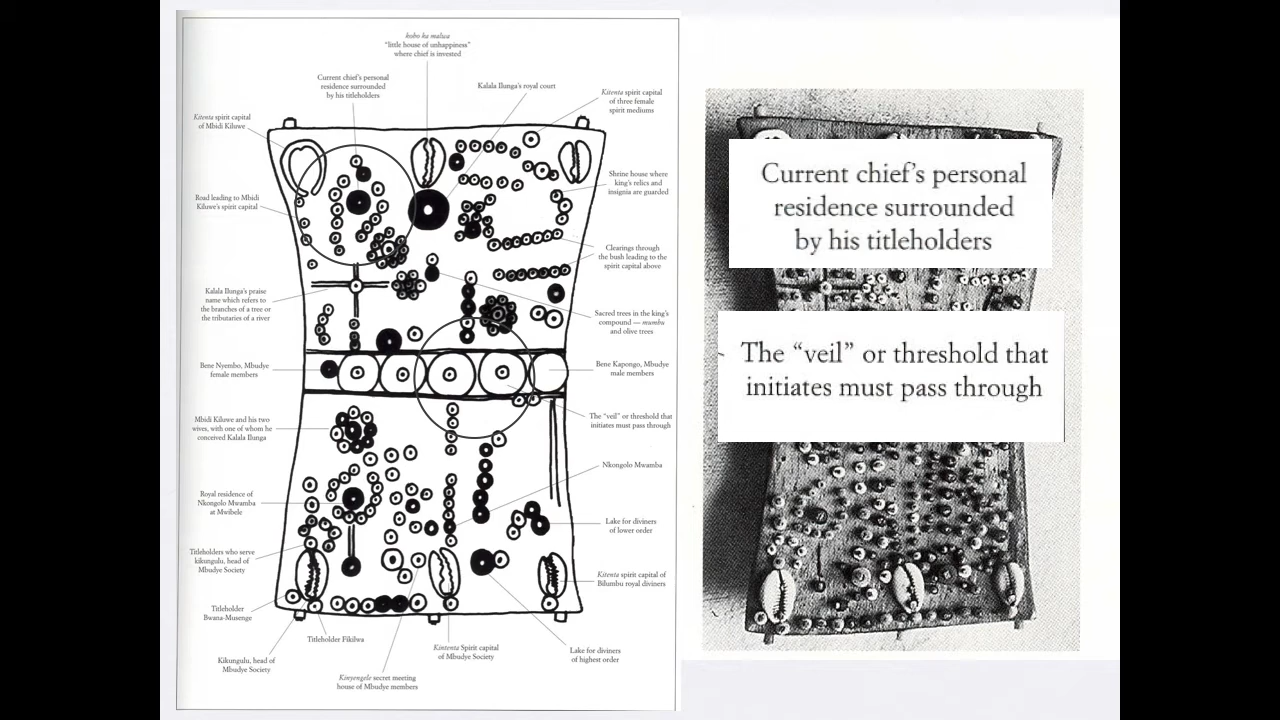 kobo ka malwa
"little house of unhappiness"
where chief is invested
Current chief's personal
residence surrounded
by his titleholders
Kalala Ilunga's royal court
Kitenta spirit capital
of three female
spirit mediums
Kitenta spirit capital
of Mbidi Kiluwe
Shrine house where
king's relics and
insignia are guarded
Road leading to Mbidi
Kiluwe's spirit capital
Clearings through
the bush leading to the
spirit capital above
Kalala Ilunga's praise
name which refers to
the branches of a tree or
the tributaries of a river
Sacred trees in the king's
compound — mumbu
and olive trees
Bene Nyembo, Mbudye
female members
Bene Kapongo, Mbudye
male members
Mbidi Kiluwe and his two
wives, with one of whom he
conceived Kalala Ilunga
The "veil" or threshold that
initiates must pass through
Nkongolo Mwamba
Royal residence of
Nkongolo Mwamba
at Mwibele
Lake for diviners
of lower order
Titleholders who serve
kikungulu, head of
Mbudye Society
Kitenta spirit capital of
Bilumbu royal diviners
Titleholder
Bwana-Musenge
Titleholder Fikilwa
Kikungulu, head of
Mbudye Society
Kintenta Spirit capital
of Mbudye Society
Lake for diviners
of highest order
Kinyengele secret meeting
house of Mbudye members
Current chief's personal
residence surrounded
by his titleholders
The "veil" or threshold that
initiates must pass through